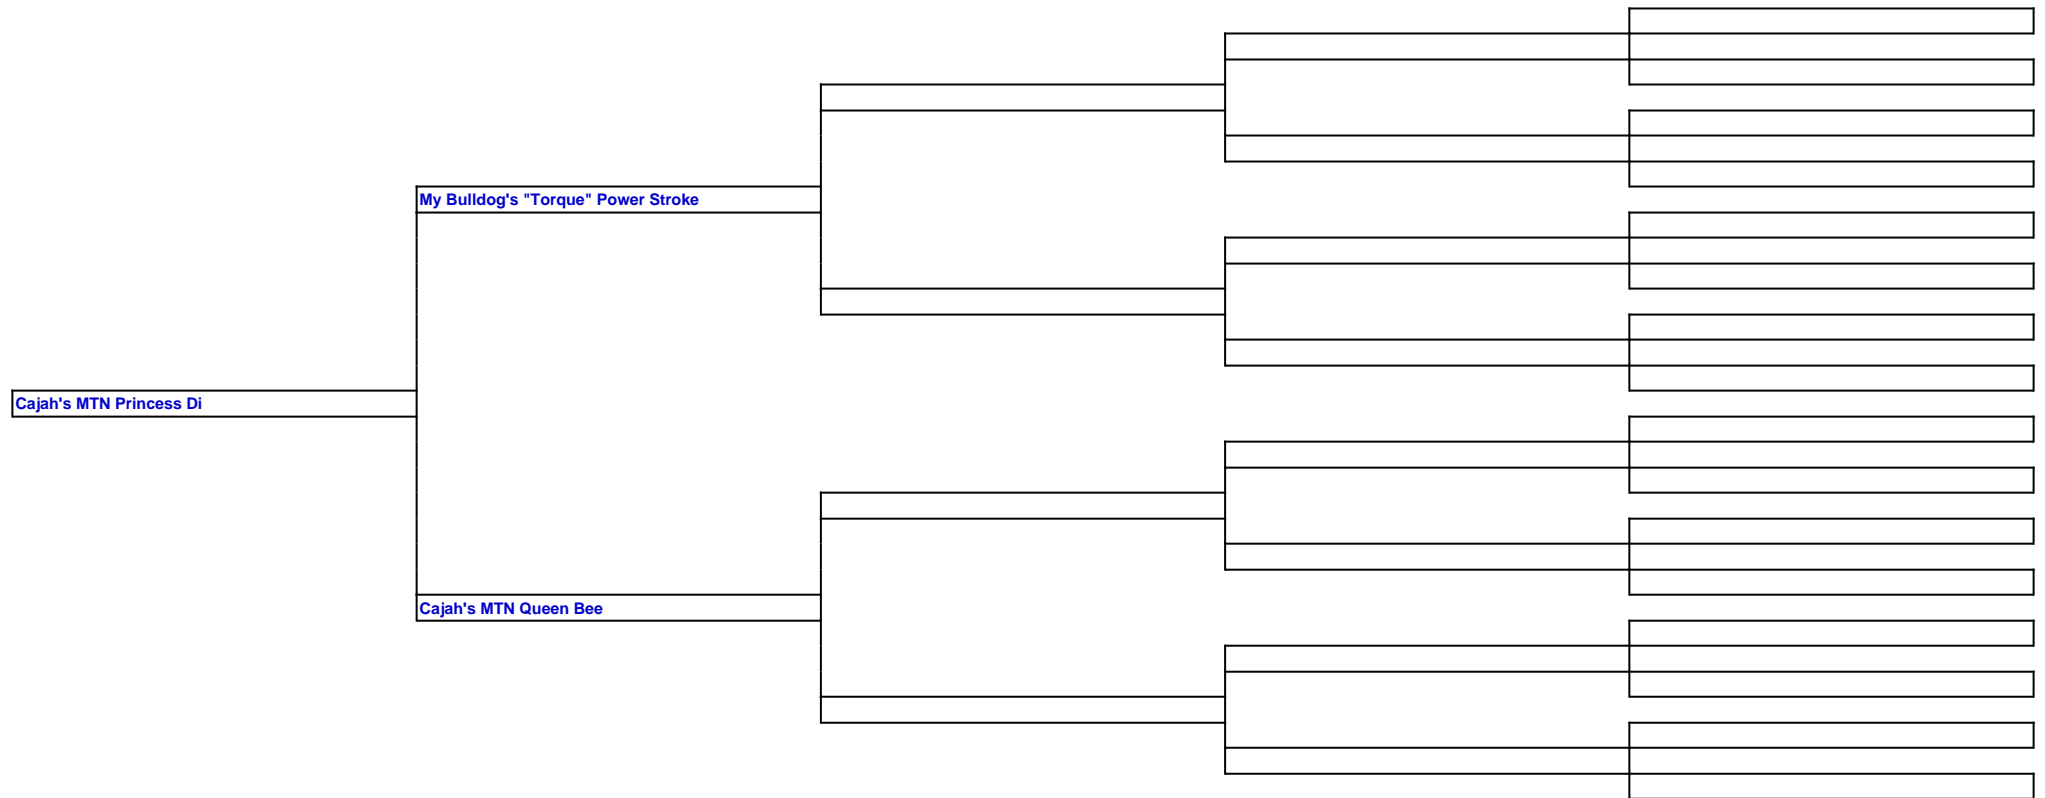 My Bulldog's "Torque" Power Stroke
Cajah's MTN Princess Di
Cajah's MTN Queen Bee